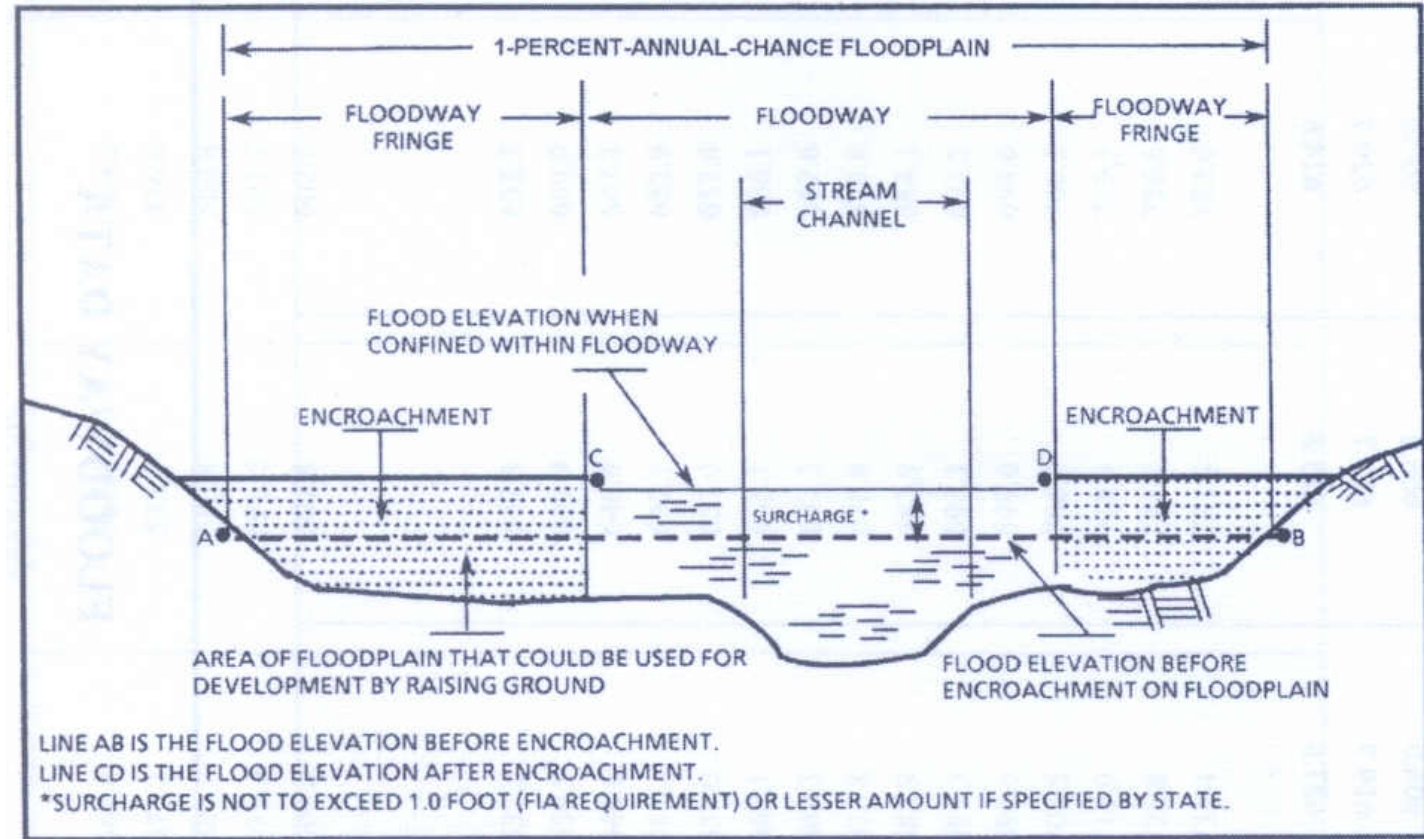 1-PERCENT-ANNUAL-CHANCE FLOODPLAIN
FLOODWAY
FRINGE
FLOODWAY
FLOODWAY
FRINGE
STREAM
CHANNEL
FLOOD ELEVATION WHEN
CONFINED WITHIN FLOODWAY
ENCROACHMENT
ENCROACHMENT
C
D
SURCHARGE *
A
B
AREA OF FLOODPLAIN THAT COULD BE USED FOR
DEVELOPMENT BY RAISING GROUND
FLOOD ELEVATION BEFORE
ENCROACHMENT ON FLOODPLAIN
LINE AB IS THE FLOOD ELEVATION BEFORE ENCROACHMENT.
LINE CD IS THE FLOOD ELEVATION AFTER ENCROACHMENT.
*SURCHARGE IS NOT TO EXCEED 1.0 FOOT (FIA REQUIREMENT) OR LESSER AMOUNT IF SPECIFIED BY STATE.
FLOODWAY DATA